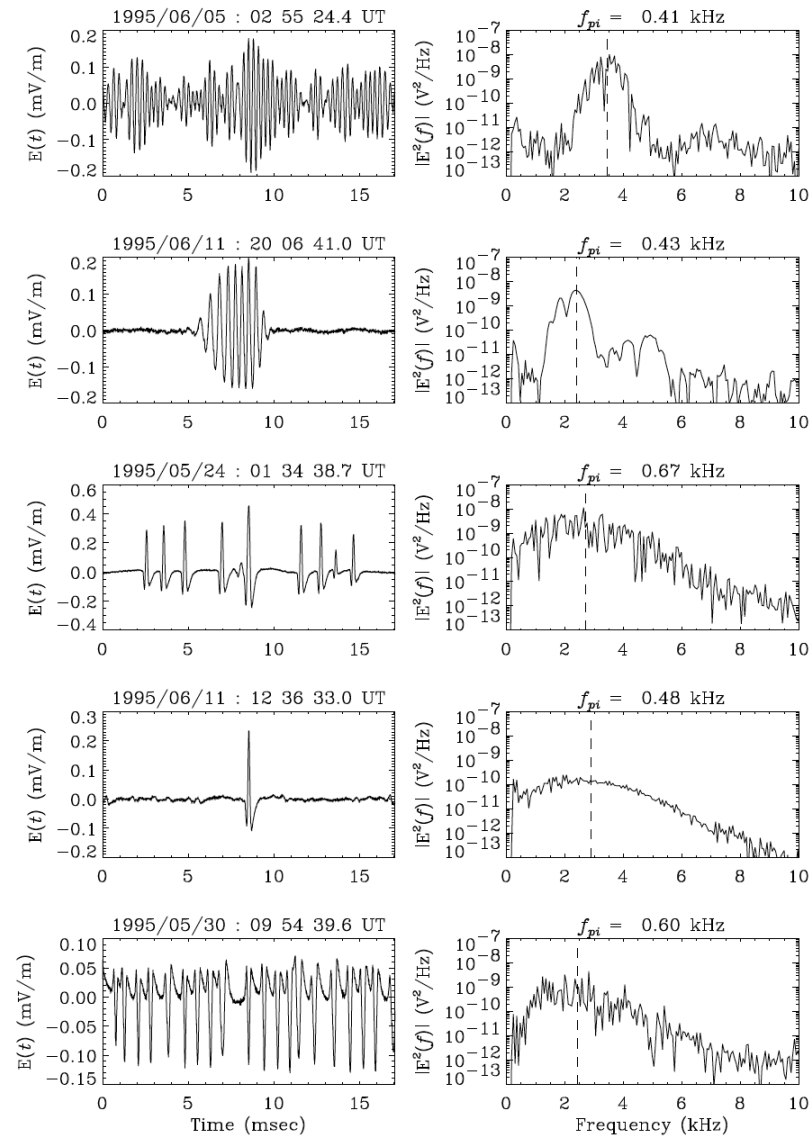 1995/06/05 : 02 55 24.4 UT
f_pi = 0.41 kHz
E(t) (mV/m)
0.2
0.1
0.0
−0.1
−0.2
0 5 10 15
|E²(f)| (V²/Hz)
10⁻⁷
10⁻⁸
10⁻⁹
10⁻¹⁰
10⁻¹¹
10⁻¹²
10⁻¹³
0 2 4 6 8 10
1995/06/11 : 20 06 41.0 UT
f_pi = 0.43 kHz
E(t) (mV/m)
0.2
0.1
0.0
−0.1
−0.2
0 5 10 15
|E²(f)| (V²/Hz)
10⁻⁷
10⁻⁸
10⁻⁹
10⁻¹⁰
10⁻¹¹
10⁻¹²
10⁻¹³
0 2 4 6 8 10
1995/05/24 : 01 34 38.7 UT
f_pi = 0.67 kHz
E(t) (mV/m)
0.6
0.4
0.2
−0.0
−0.2
−0.4
0 5 10 15
|E²(f)| (V²/Hz)
10⁻⁷
10⁻⁸
10⁻⁹
10⁻¹⁰
10⁻¹¹
10⁻¹²
10⁻¹³
0 2 4 6 8 10
1995/06/11 : 12 36 33.0 UT
f_pi = 0.48 kHz
E(t) (mV/m)
0.3
0.2
0.1
−0.0
−0.1
−0.2
0 5 10 15
|E²(f)| (V²/Hz)
10⁻⁷
10⁻⁸
10⁻⁹
10⁻¹⁰
10⁻¹¹
10⁻¹²
10⁻¹³
0 2 4 6 8 10
1995/05/30 : 09 54 39.6 UT
f_pi = 0.60 kHz
E(t) (mV/m)
0.10
0.05
0.00
−0.05
−0.10
−0.15
0 5 10 15
Time (msec)
|E²(f)| (V²/Hz)
10⁻⁷
10⁻⁸
10⁻⁹
10⁻¹⁰
10⁻¹¹
10⁻¹²
10⁻¹³
0 2 4 6 8 10
Frequency (kHz)